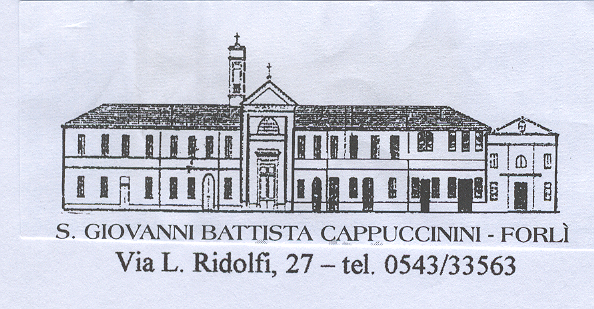 S. GIOVANNI BATTISTA CAPPUCCININI - FORLÌ
Via L. Ridolfi, 27 – tel. 0543/33563